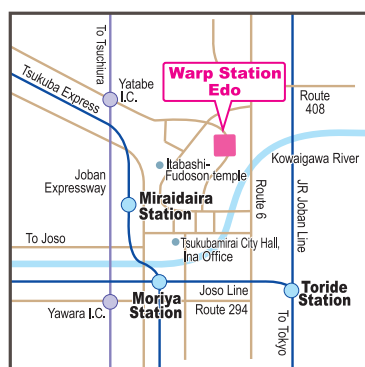 To Tsuchiura
Tsukuba Express
Yatabe
I.C.
Warp Station
Edo
Route
408
Itabashi-
Fudoson temple
Kowaigawa River
Joban
Expressway
Miraidaira
Station
Route 6
JR Joban Line
To Joso
Tsukubamirai City Hall,
Ina Office
Moriya
Station
Joso Line
Toride
Station
Yawara I.C.
Route 294
To
Tokyo